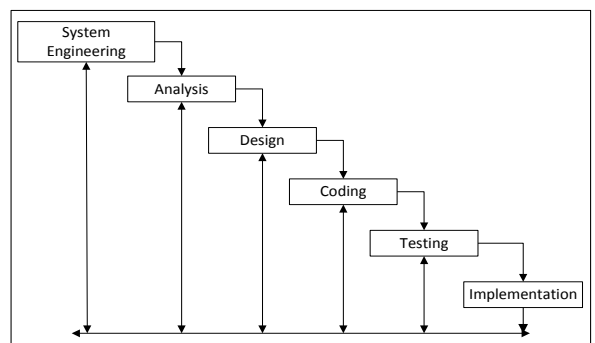 System
Engineering
Analysis
Design
Coding
Testing
Implementation